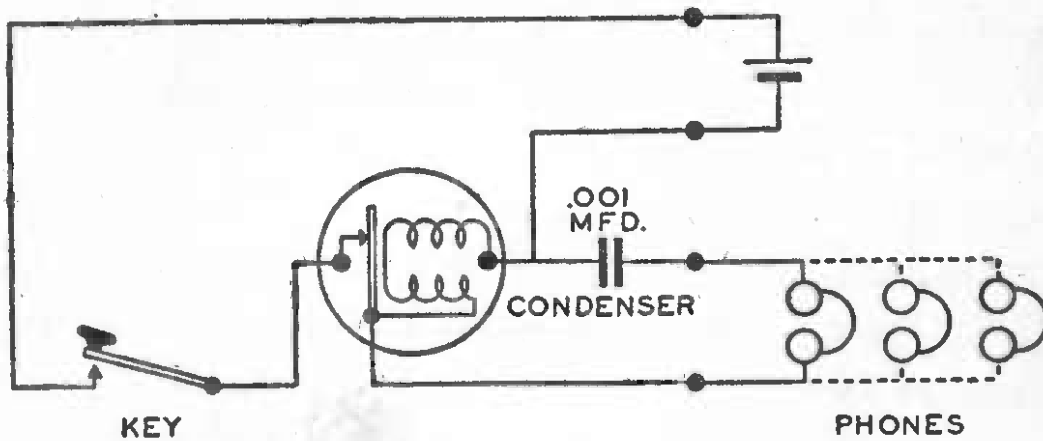 .001
MFD.
CONDENSER
KEY
PHONES